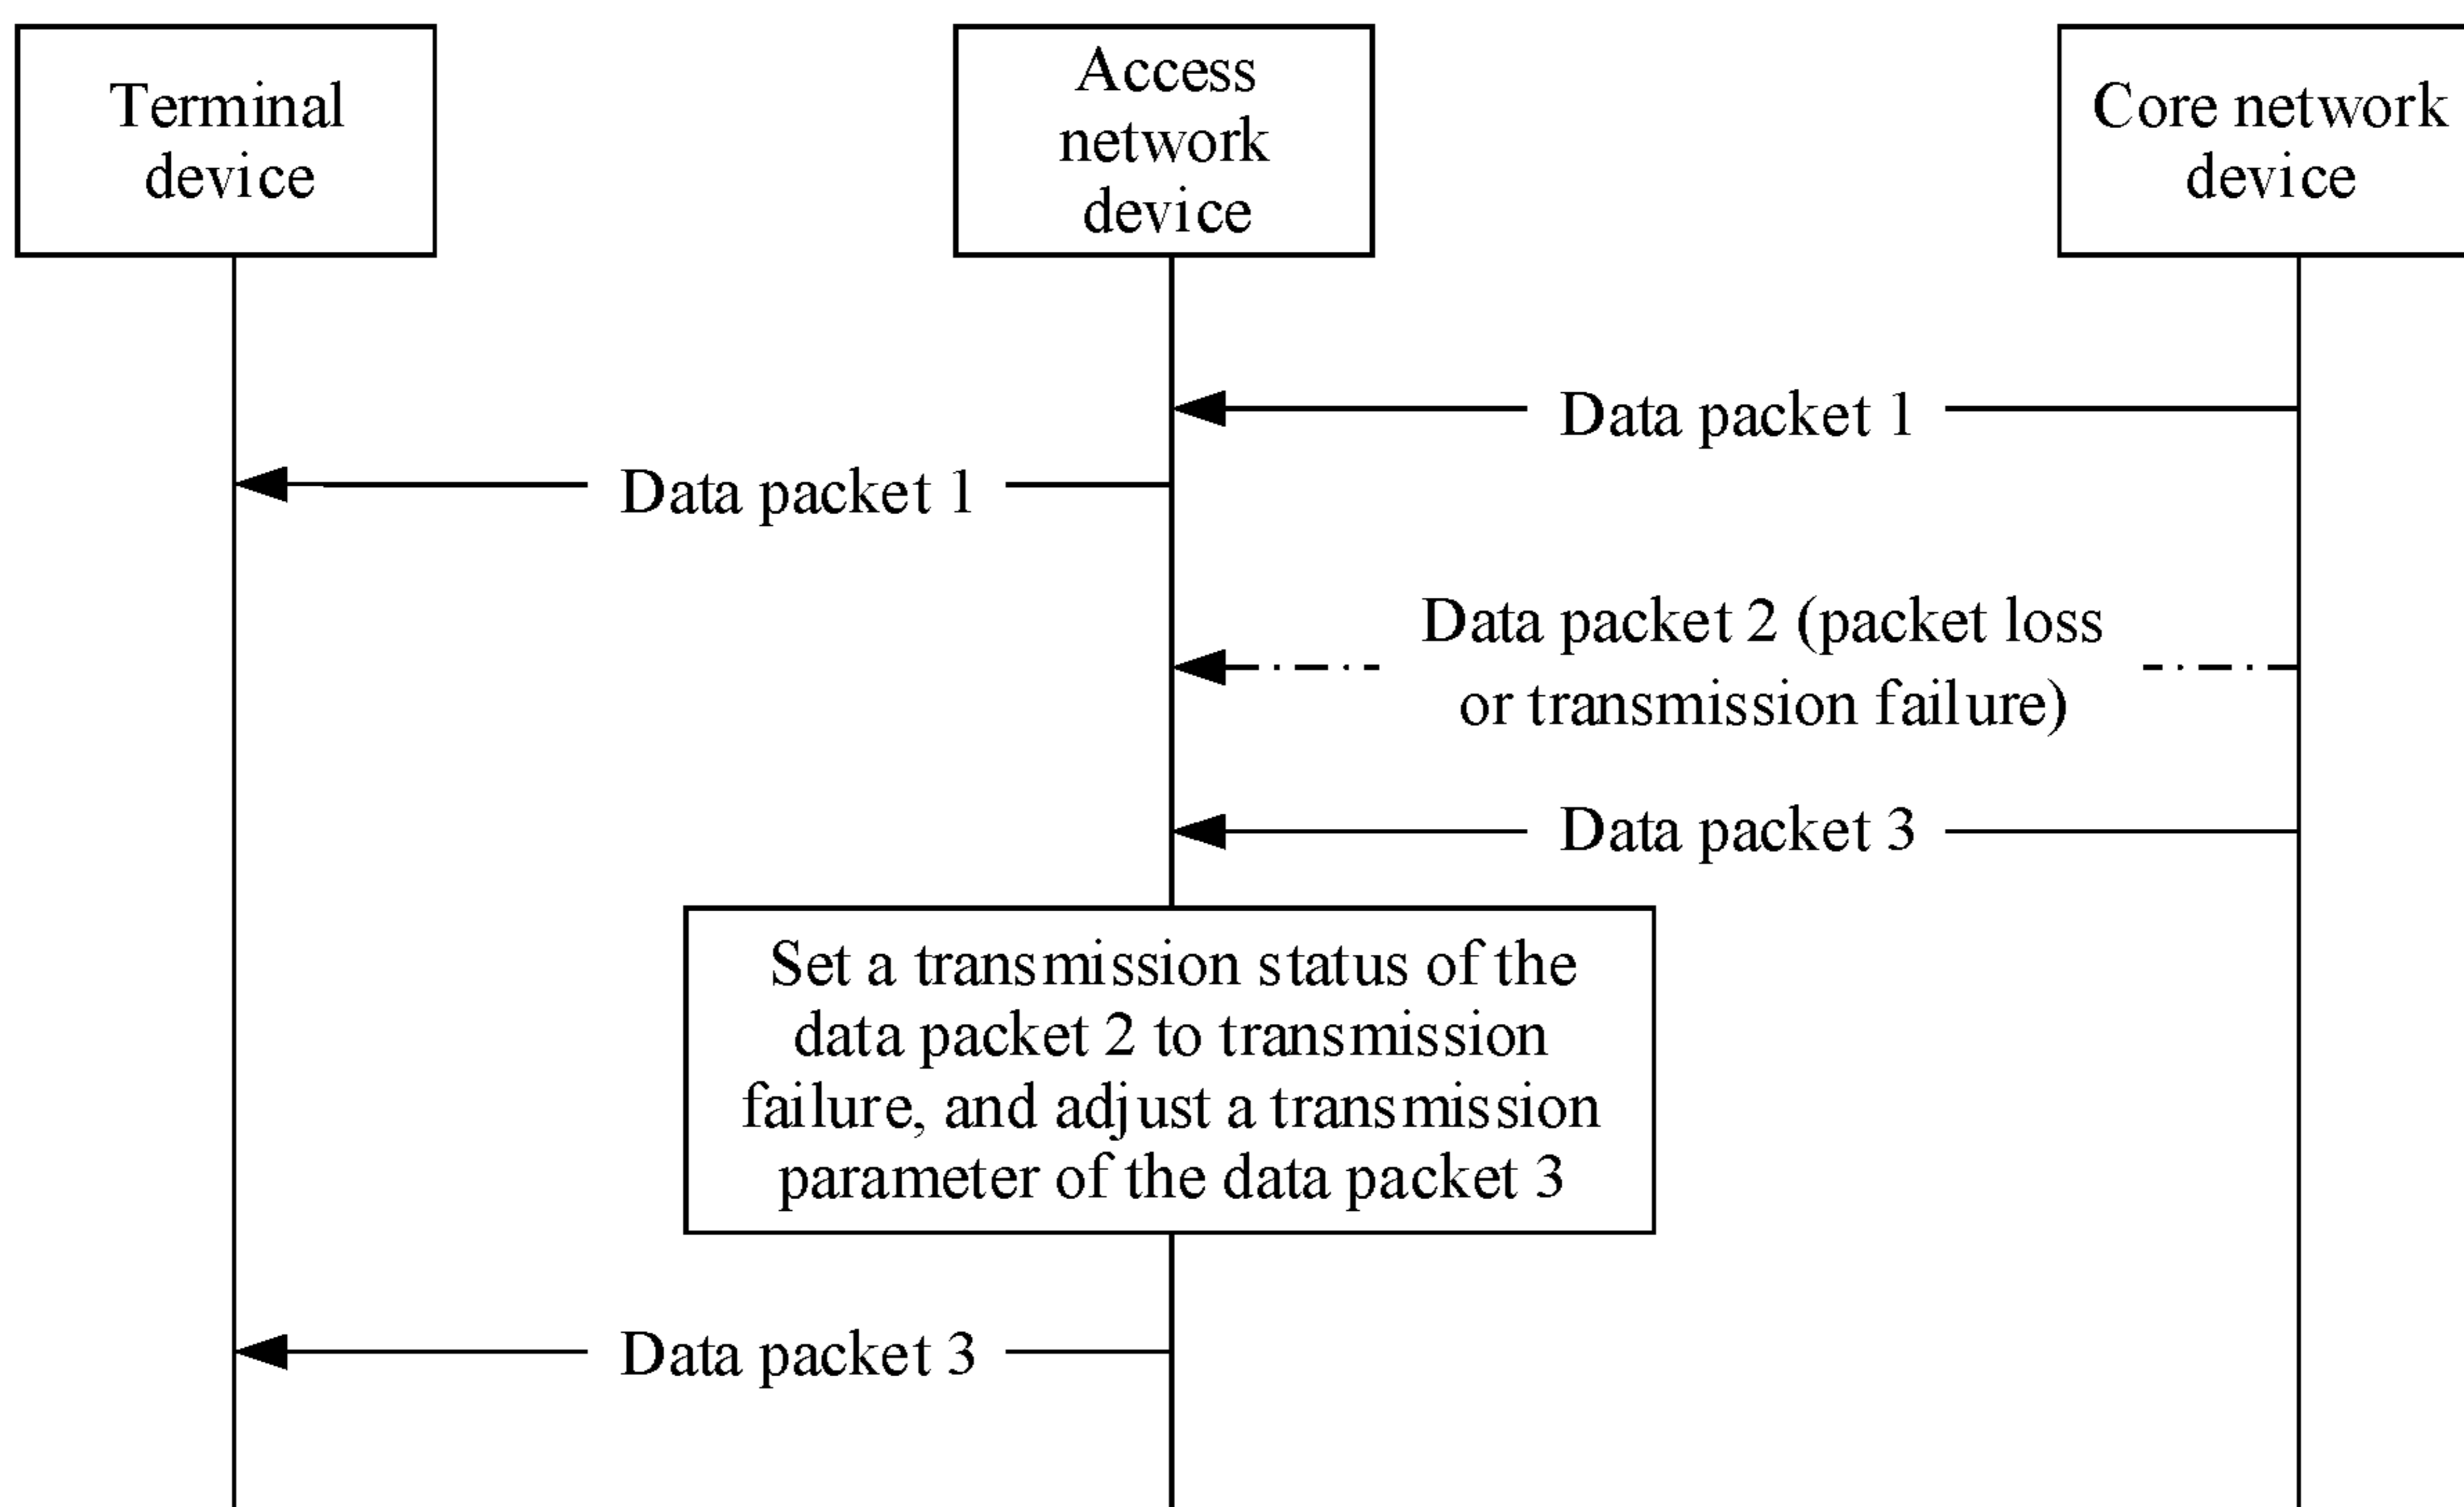 Terminal
device
Access
network
device
Core network
device
Data packet 1
Data packet 1
Data packet 2 (packet loss
or transmission failure)
Data packet 3
Set a transmission status of the
data packet 2 to transmission
failure, and adjust a transmission
parameter of the data packet 3
Data packet 3